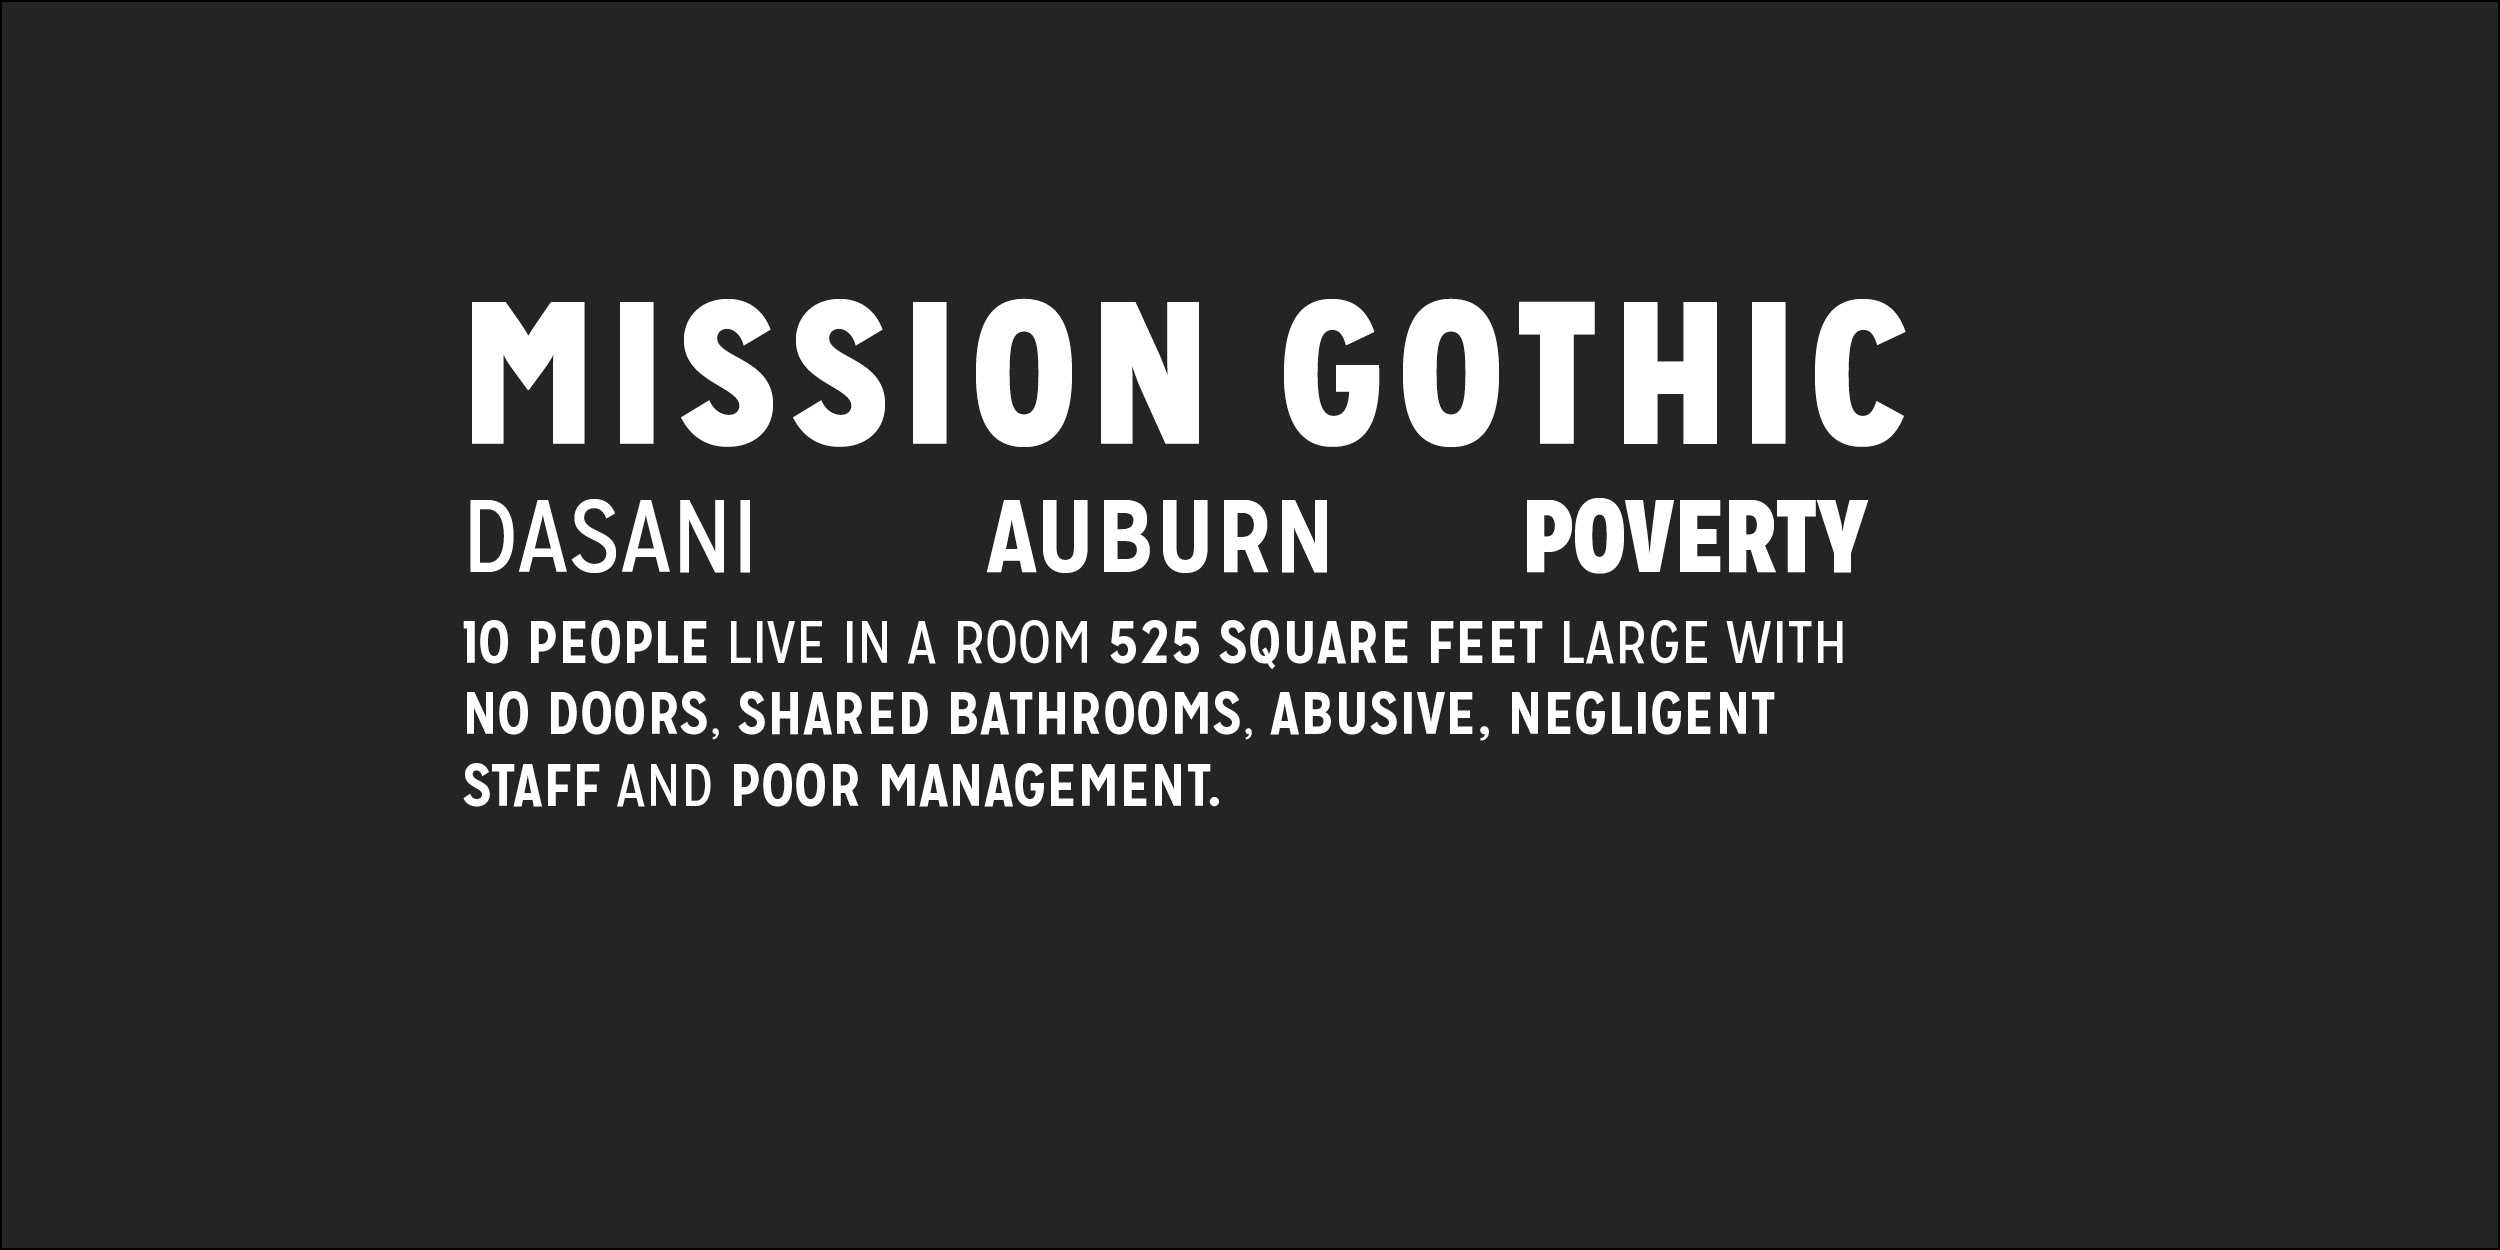 MISSION GOTHIC
DASANI AUBURN POVERTY
10 PEOPLE LIVE IN A ROOM 525 SQUARE FEET LARGE WITH
NO DOORS, SHARED BATHROOMS, ABUSIVE, NEGLIGENT
STAFF AND POOR MANAGEMENT.